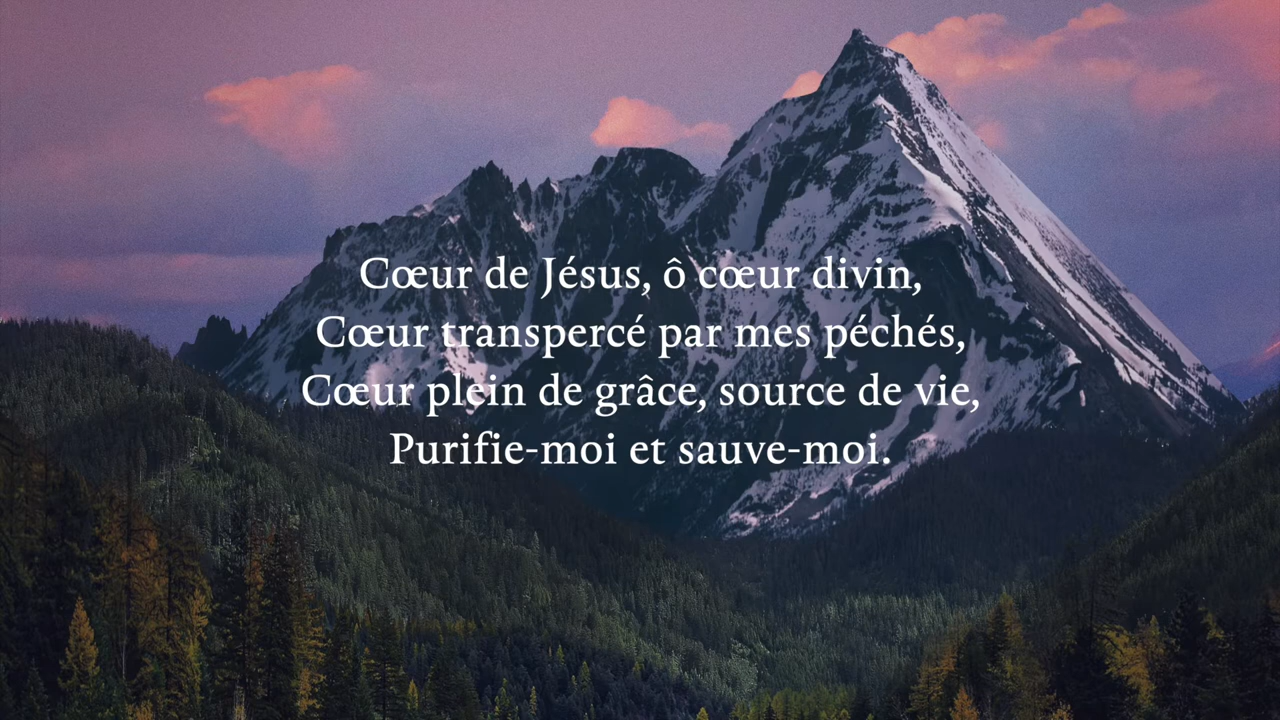 Cœur de Jésus, ô cœur divin,
Cœur transpercé par mes péchés,
Cœur plein de grâce, source de vie,
Purifie-moi et sauve-moi.